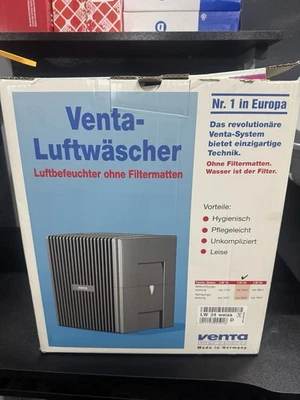 Venta-
Luftwäscher
Luftbefeuchter ohne Filtermatten
Nr. 1 in Europa
Das revolutionäre
Venta-System
bietet einzigartige
Technik.
Ohne Filtermatten.
Wasser ist der Filter.
Vorteile:
Hygienisch
Pflegeleicht
Unkompliziert
Leise
venta
LUFTWÄSCHER
Made in Germany